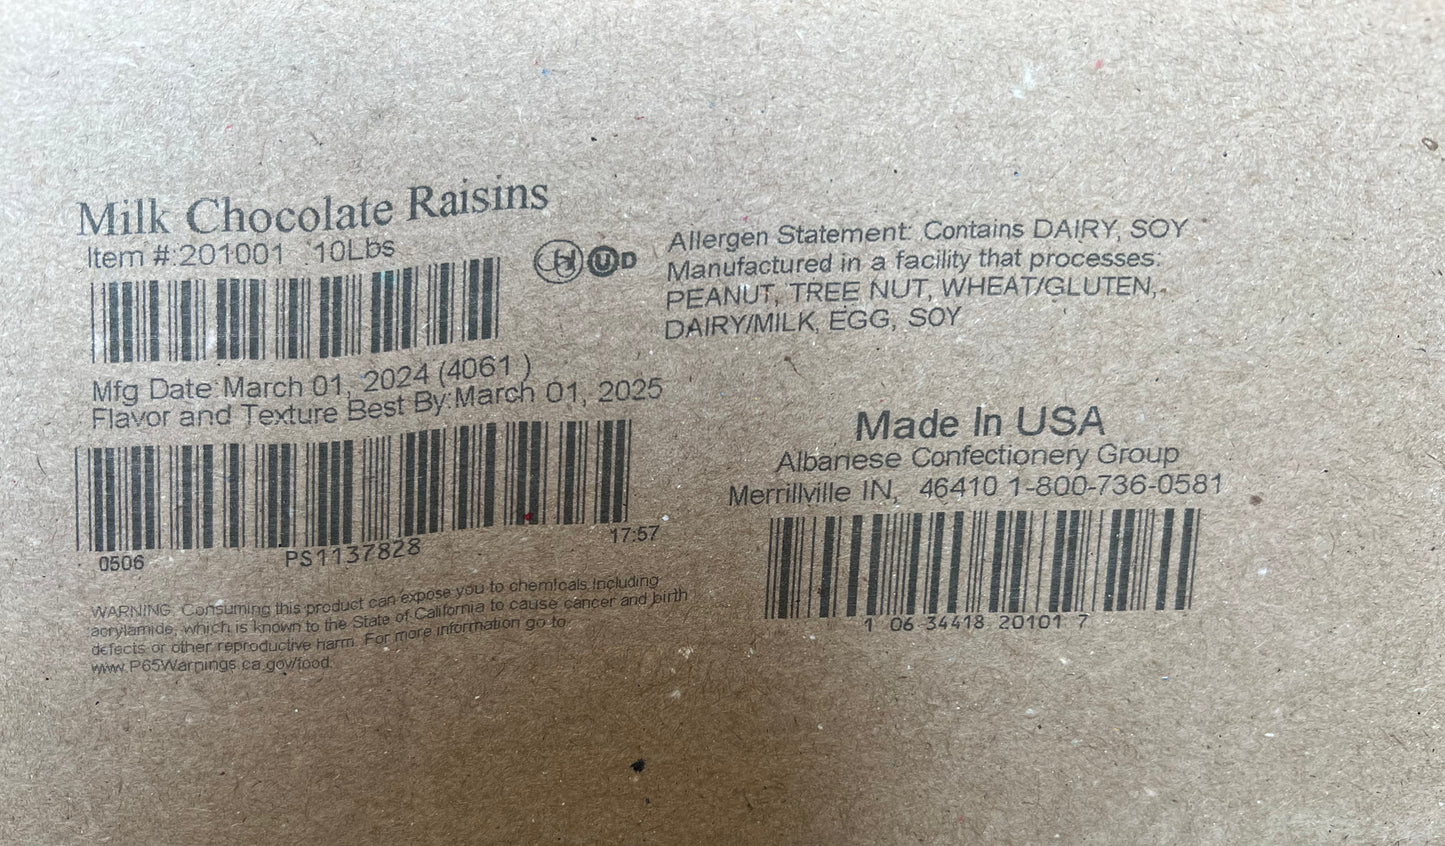 Milk Chocolate Raisins
Item #:201001 10Lbs
U D
Mfg Date:March 01, 2024 (4061 )
Flavor and Texture Best By:March 01, 2025
0506 PS1137828 17:57
WARNING: Consuming this product can expose you to chemicals including
acrylamide, which is known to the State of California to cause cancer and birth
defects or other reproductive harm. For more information go to
www.P65Warnings.ca.gov/food.
Allergen Statement: Contains DAIRY, SOY
Manufactured in a facility that processes:
PEANUT, TREE NUT, WHEAT/GLUTEN,
DAIRY/MILK, EGG, SOY
Made In USA
Albanese Confectionery Group
Merrillville IN, 46410 1-800-736-0581
1 06 34418 20101 7